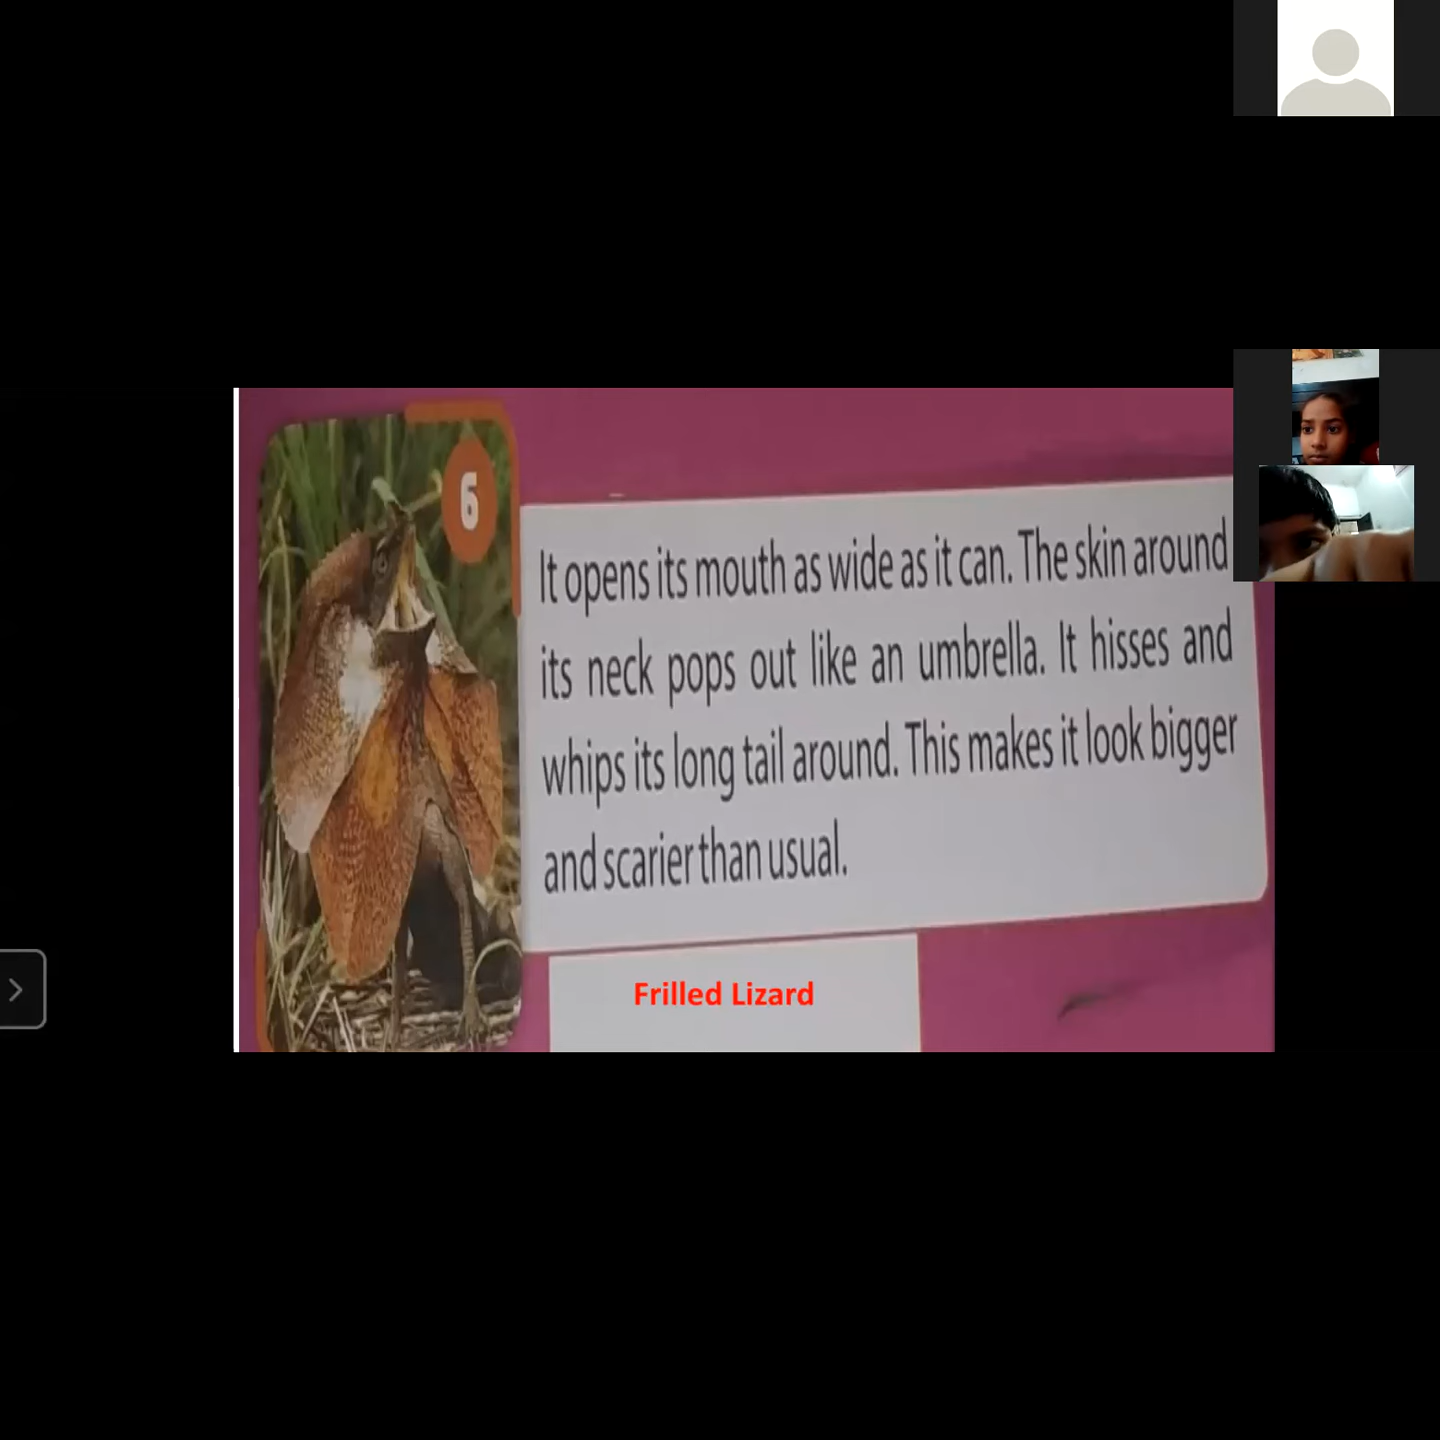 6
It opens its mouth as wide as it can. The skin around
its neck pops out like an umbrella. It hisses and
whips its long tail around. This makes it look bigger
and scarier than usual.
Frilled Lizard